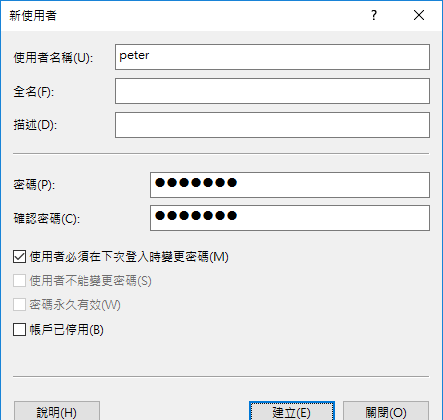 新使用者
使用者名稱(U): peter
全名(F):
描述(D):
密碼(P): ●●●●●●●
確認密碼(C): ●●●●●●●
使用者必須在下次登入時變更密碼(M)
使用者不能變更密碼(S)
密碼永久有效(W)
帳戶已停用(B)
說明(H) 建立(E) 關閉(O)